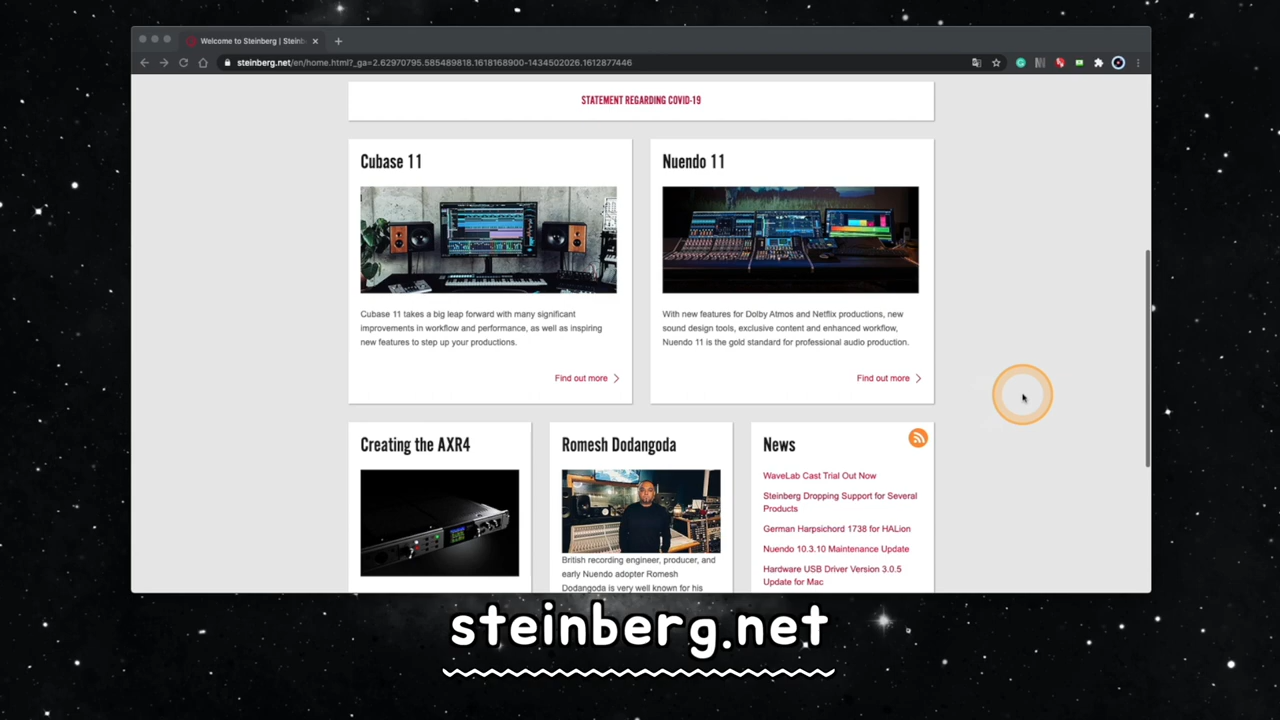 Welcome to Steinberg | Steinb
steinberg.net/en/home.html?_ga=2.62970795.585489818.1618168900-1434502026.1612877446
STATEMENT REGARDING COVID-19
Cubase 11
Cubase 11 takes a big leap forward with many significant
improvements in workflow and performance, as well as inspiring
new features to step up your productions.
Find out more
Nuendo 11
With new features for Dolby Atmos and Netflix productions, new
sound design tools, exclusive content and enhanced workflow,
Nuendo 11 is the gold standard for professional audio production.
Find out more
Creating the AXR4
Romesh Dodangoda
British recording engineer, producer, and
early Nuendo adopter Romesh
Dodangoda is very well known for his
News
WaveLab Cast Trial Out Now
Steinberg Dropping Support for Several
Products
German Harpsichord 1738 for HALion
Nuendo 10.3.10 Maintenance Update
Hardware USB Driver Version 3.0.5
Update for Mac
steinberg.net